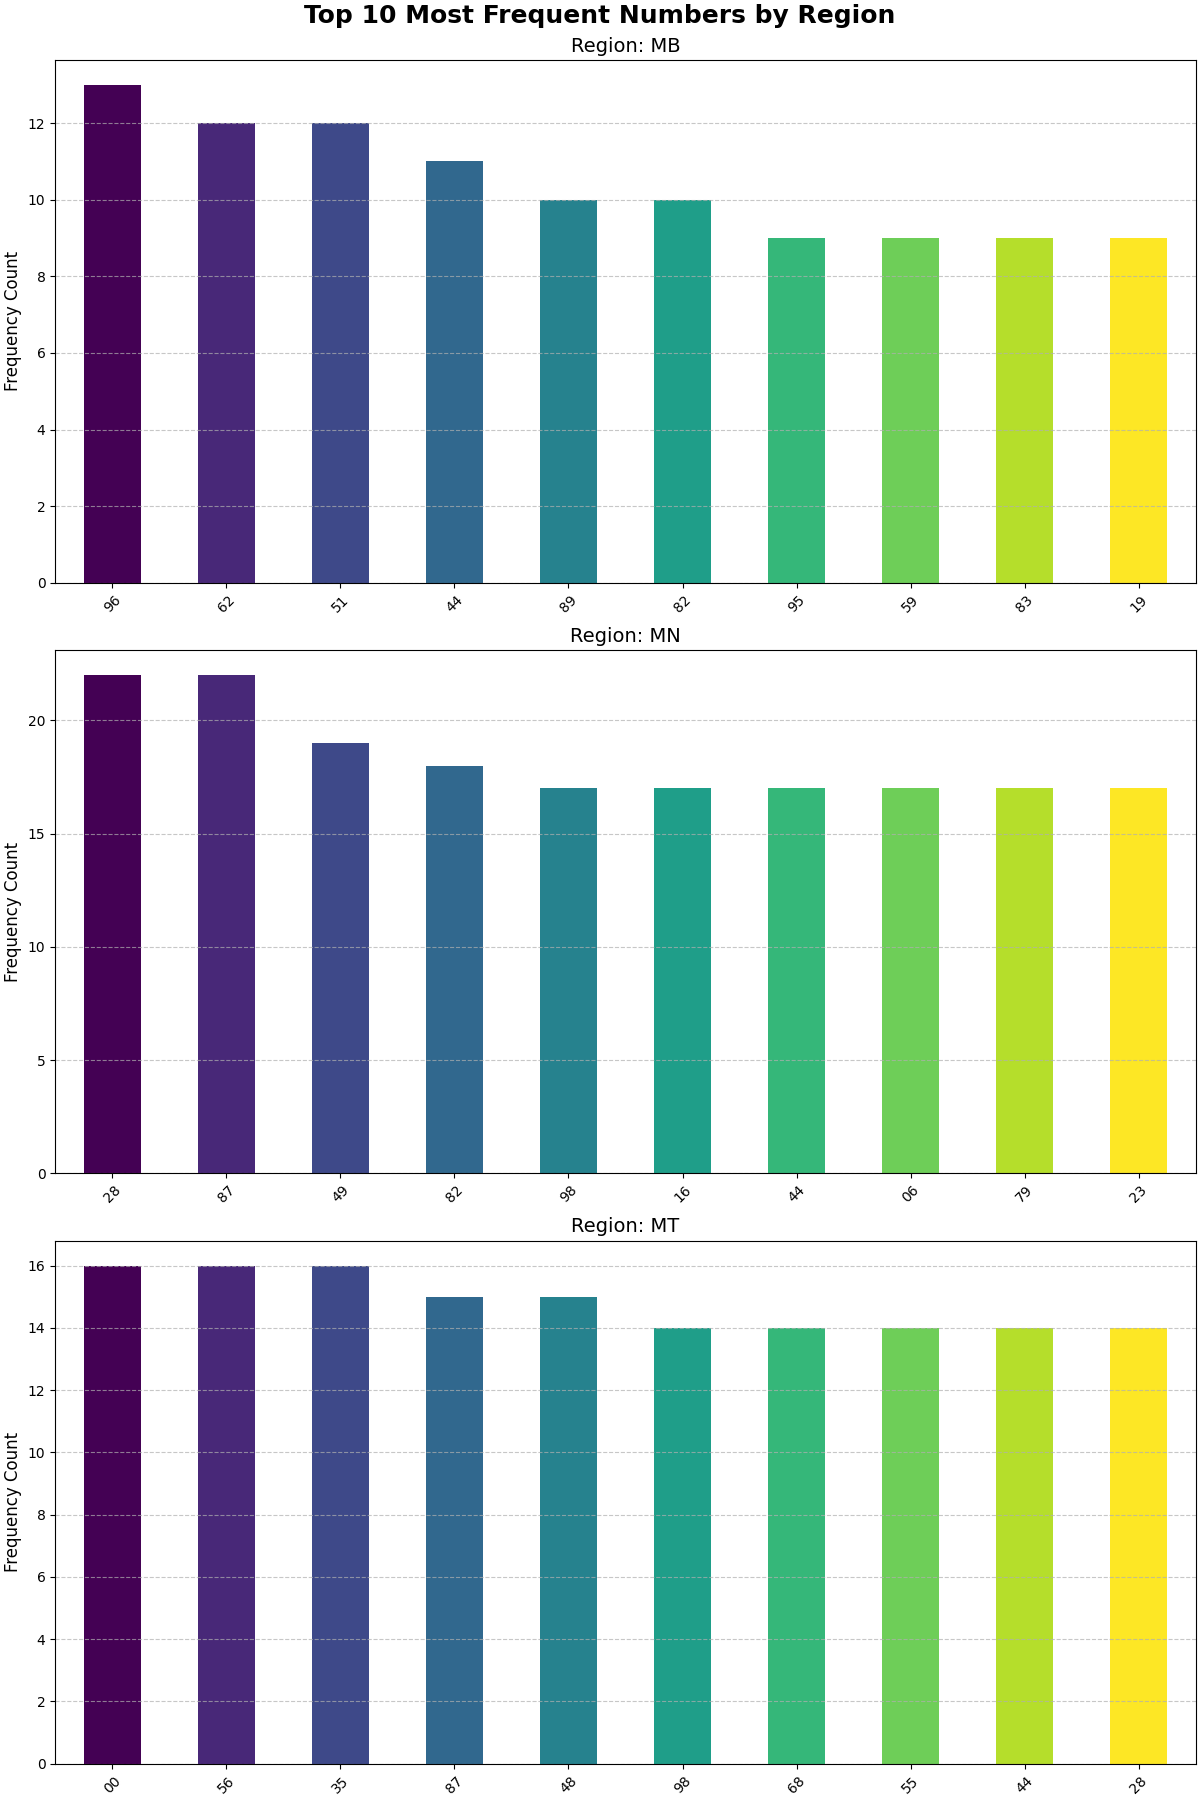 Top 10 Most Frequent Numbers by Region
Region: MB
Frequency Count
12
10
8
6
4
2
0
96 62 51 44 89 82 95 59 83 19
Region: MN
Frequency Count
20
15
10
5
0
28 87 49 82 98 16 44 06 79 23
Region: MT
Frequency Count
16
14
12
10
8
6
4
2
0
00 56 35 87 48 98 68 55 44 28